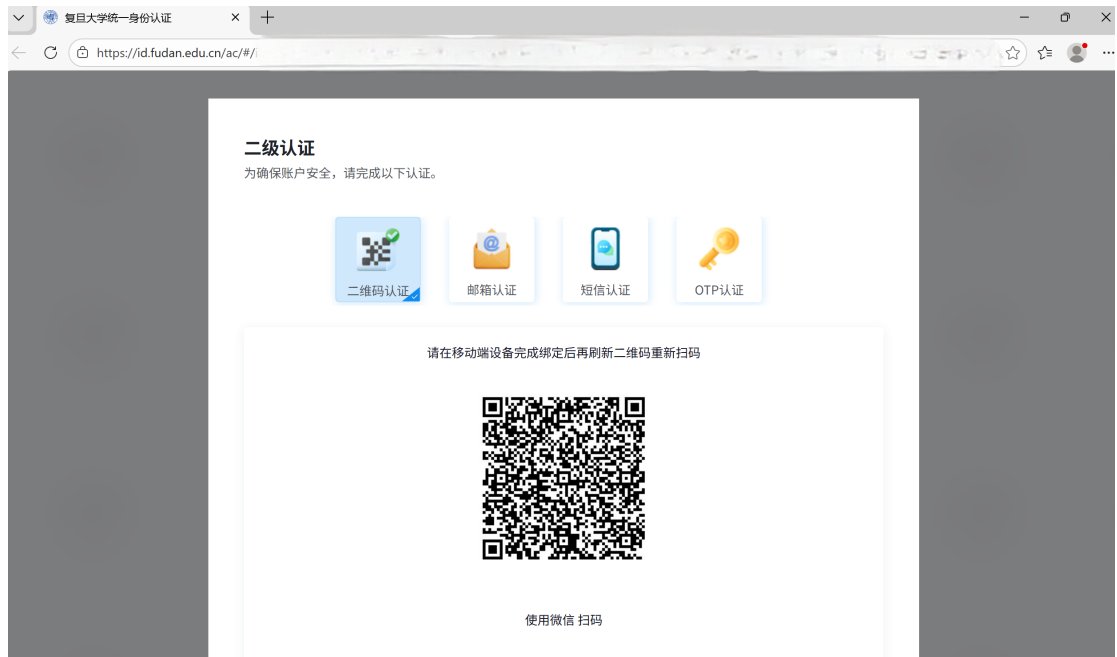 复旦大学统一身份认证
https://id.fudan.edu.cn/ac/#/
二级认证
为确保账户安全，请完成以下认证。
二维码认证
邮箱认证
短信认证
OTP认证
请在移动端设备完成绑定后再刷新二维码重新扫码
使用微信 扫码